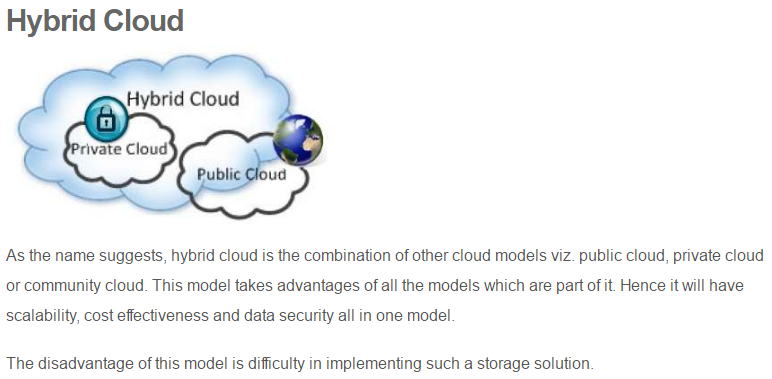 Hybrid Cloud
Hybrid Cloud
Private Cloud
Public Cloud
As the name suggests, hybrid cloud is the combination of other cloud models viz. public cloud, private cloud
or community cloud. This model takes advantages of all the models which are part of it. Hence it will have
scalability, cost effectiveness and data security all in one model.
The disadvantage of this model is difficulty in implementing such a storage solution.